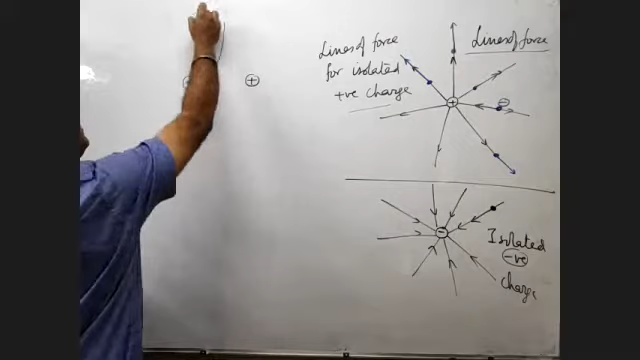 Lines of force
for isolated
+ve charge
Lines of force
+
+
-
-
Isolated
-ve
charge